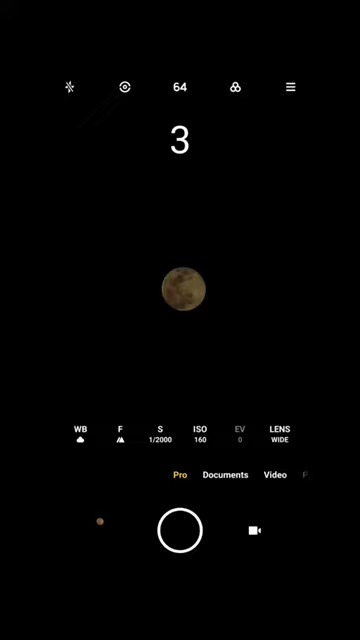 64
3
WB F S ISO EV LENS
1/2000 160 0 WIDE
Pro Documents Video F